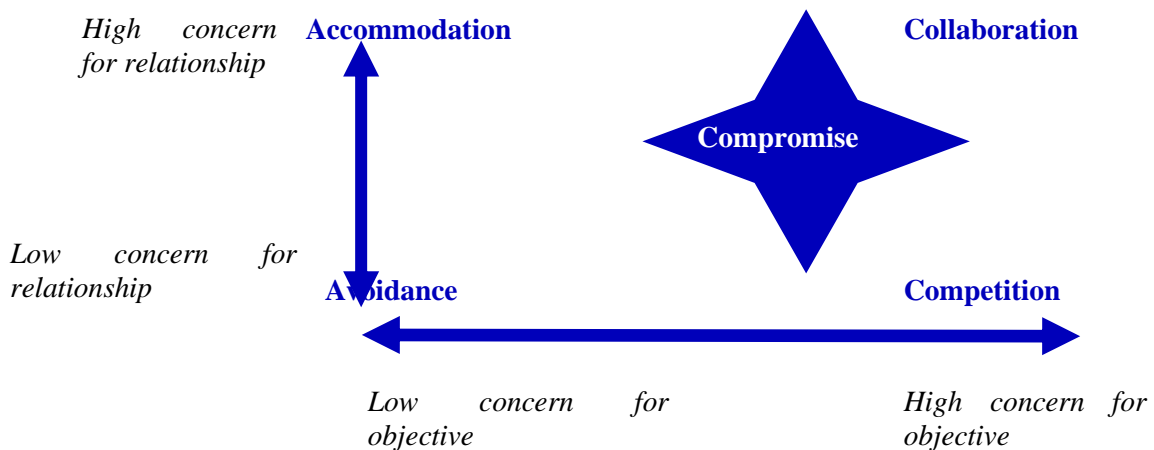 High concern
for relationship
Accommodation
Collaboration
Compromise
Low concern for
relationship
Avoidance
Competition
Low concern for
objective
High concern for
objective